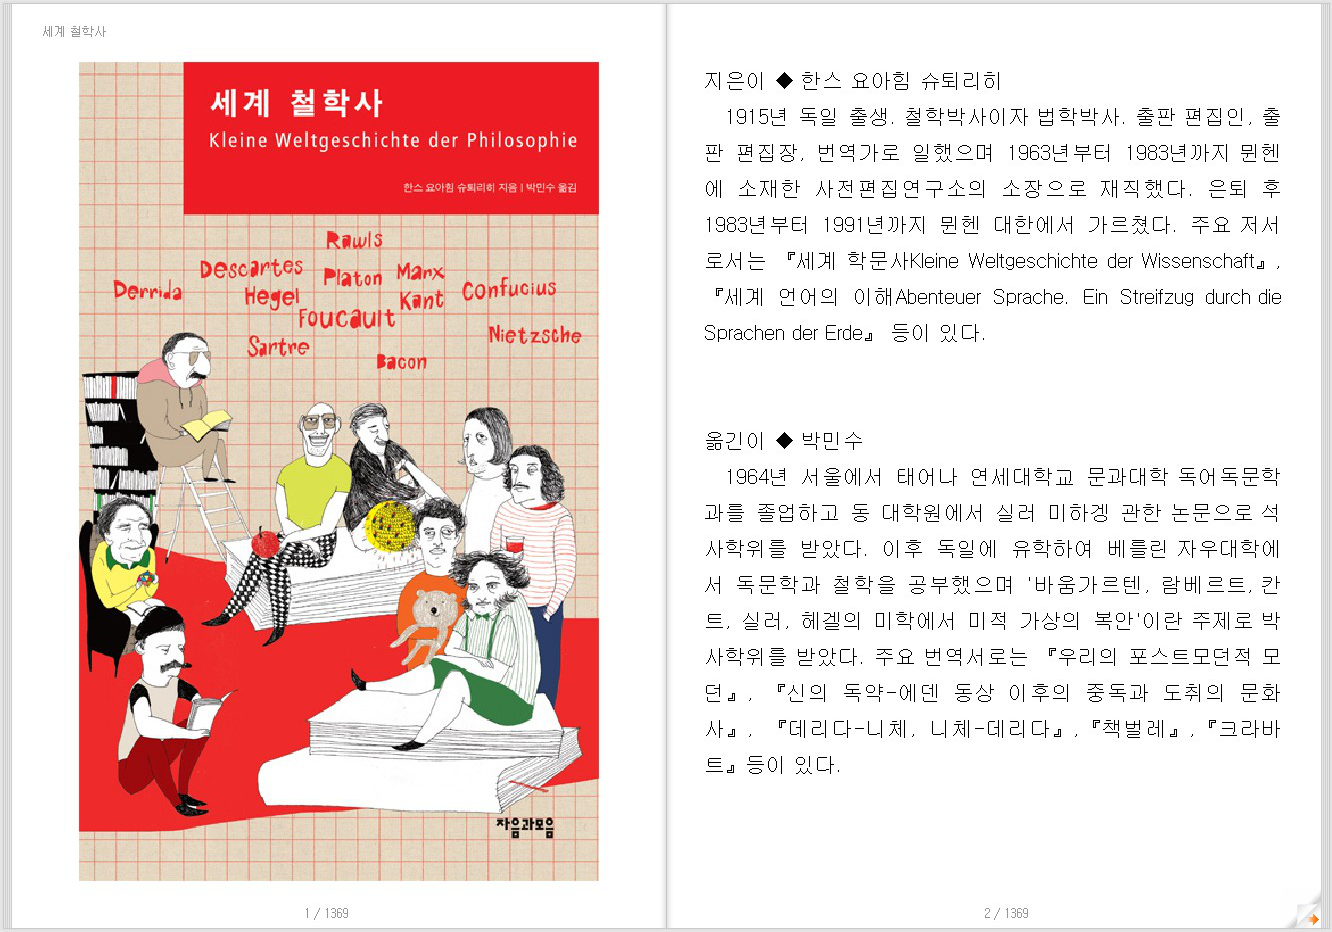 세계 철학사
세계 철학사
Kleine Weltgeschichte der Philosophie
한스 요아힘 슈퇴리히 지음 | 박민수 옮김
Rawls
Descartes
Platon
Marx
Derrida
Hegel
Kant
Confucius
Foucault
Nietzsche
Sartre
Bacon
자음과모음
1 / 1369
지은이 ◆ 한스 요아힘 슈퇴리히
1915년 독일 출생. 철학박사이자 법학박사. 출판 편집인, 출
판 편집장, 번역가로 일했으며 1963년부터 1983년까지 뮌헨
에 소재한 사전편집연구소의 소장으로 재직했다. 은퇴 후
1983년부터 1991년까지 뮌헨 대한에서 가르쳤다. 주요 저서
로서는 『세계 학문사Kleine Weltgeschichte der Wissenschaft』,
『세계 언어의 이해Abenteuer Sprache. Ein Streifzug durch die
Sprachen der Erde』 등이 있다.
옮긴이 ◆ 박민수
1964년 서울에서 태어나 연세대학교 문과대학 독어독문학
과를 졸업하고 동 대학원에서 실러 미하겡 관한 논문으로 석
사학위를 받았다. 이후 독일에 유학하여 베를린 자우대학에
서 독문학과 철학을 공부했으며 '바움가르텐, 람베르트, 칸
트, 실러, 헤겔의 미학에서 미적 가상의 복안'이란 주제로 박
사학위를 받았다. 주요 번역서로는 『우리의 포스트모던적 모
던』, 『신의 독약-에덴 동상 이후의 중독과 도취의 문화
사』, 『데리다-니체, 니체-데리다』,『책벌레』,『크라바
트』등이 있다.
2 / 1369